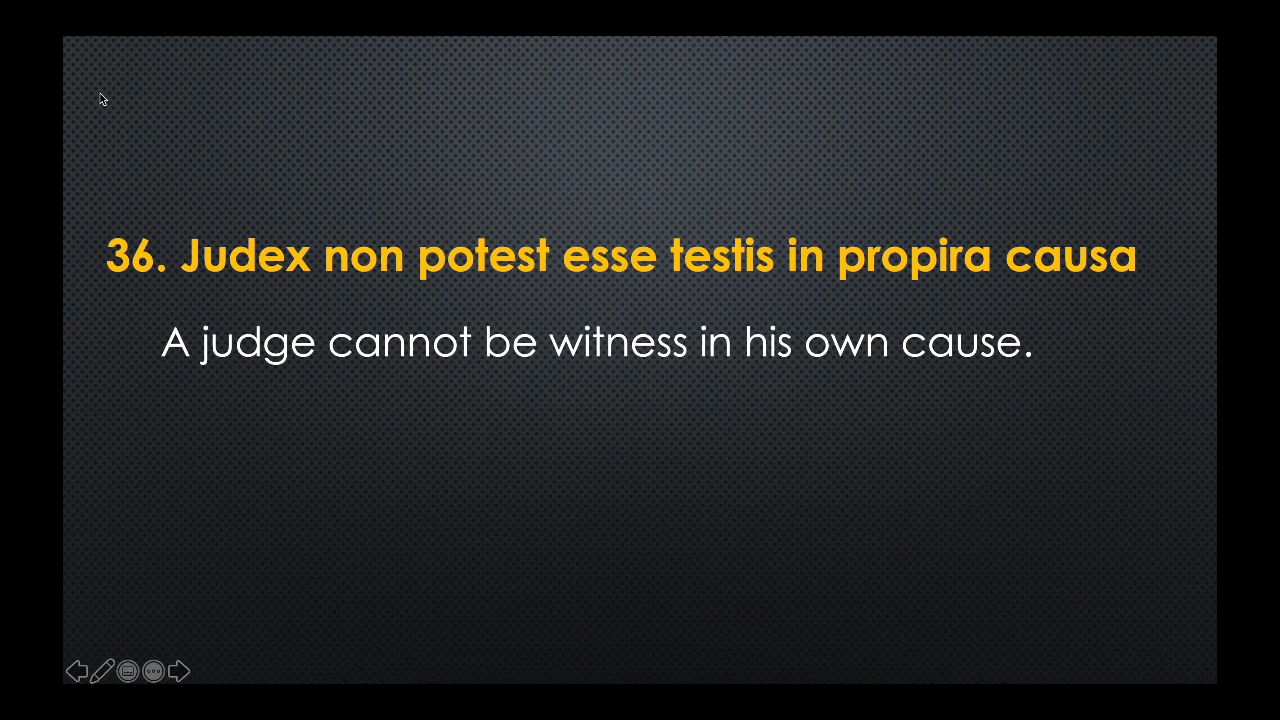 36. Judex non potest esse testis in propira causa
A judge cannot be witness in his own cause.